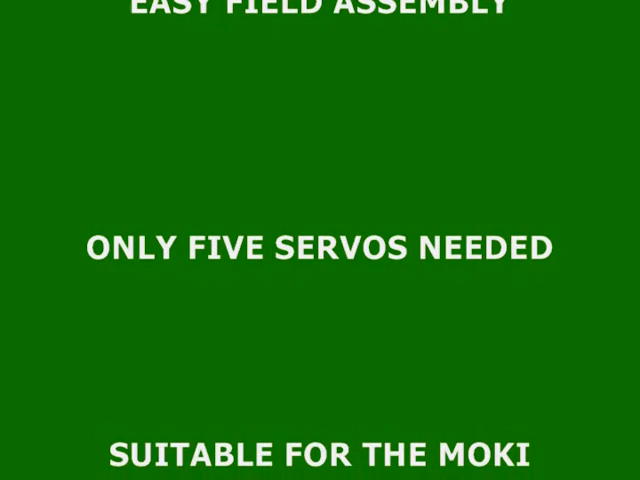 EASY FIELD ASSEMBLY
ONLY FIVE SERVOS NEEDED
SUITABLE FOR THE MOKI